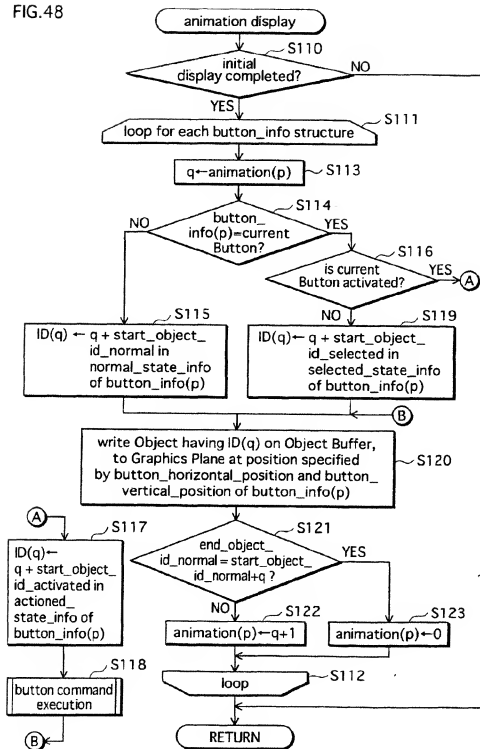 FIG.48
animation display
S110
initial
display completed?
NO
YES
S111
loop for each button_info structure
S113
q←animation(p)
S114
NO
button_
info(p)=current
Button?
YES
S116
is current
Button activated?
YES
A
NO
S115
ID(q) ← q + start_object_
id_normal in
normal_state_info
of button_info(p)
S119
ID(q)← q + start_object_
id_selected in
selected_state_info
of button_info(p)
B
write Object having ID(q) on Object Buffer,
to Graphics Plane at position specified
by button_horizontal_position and button_
vertical_position of button_info(p)
S120
A
S117
ID(q)←
q + start_object_
id_activated in
actioned_
state_info of
button_info(p)
S118
button command
execution
B
S121
end_object_
id_normal=start_object_
id_normal+q ?
YES
NO
S122
animation(p)←q+1
S123
animation(p)←0
S112
loop
RETURN